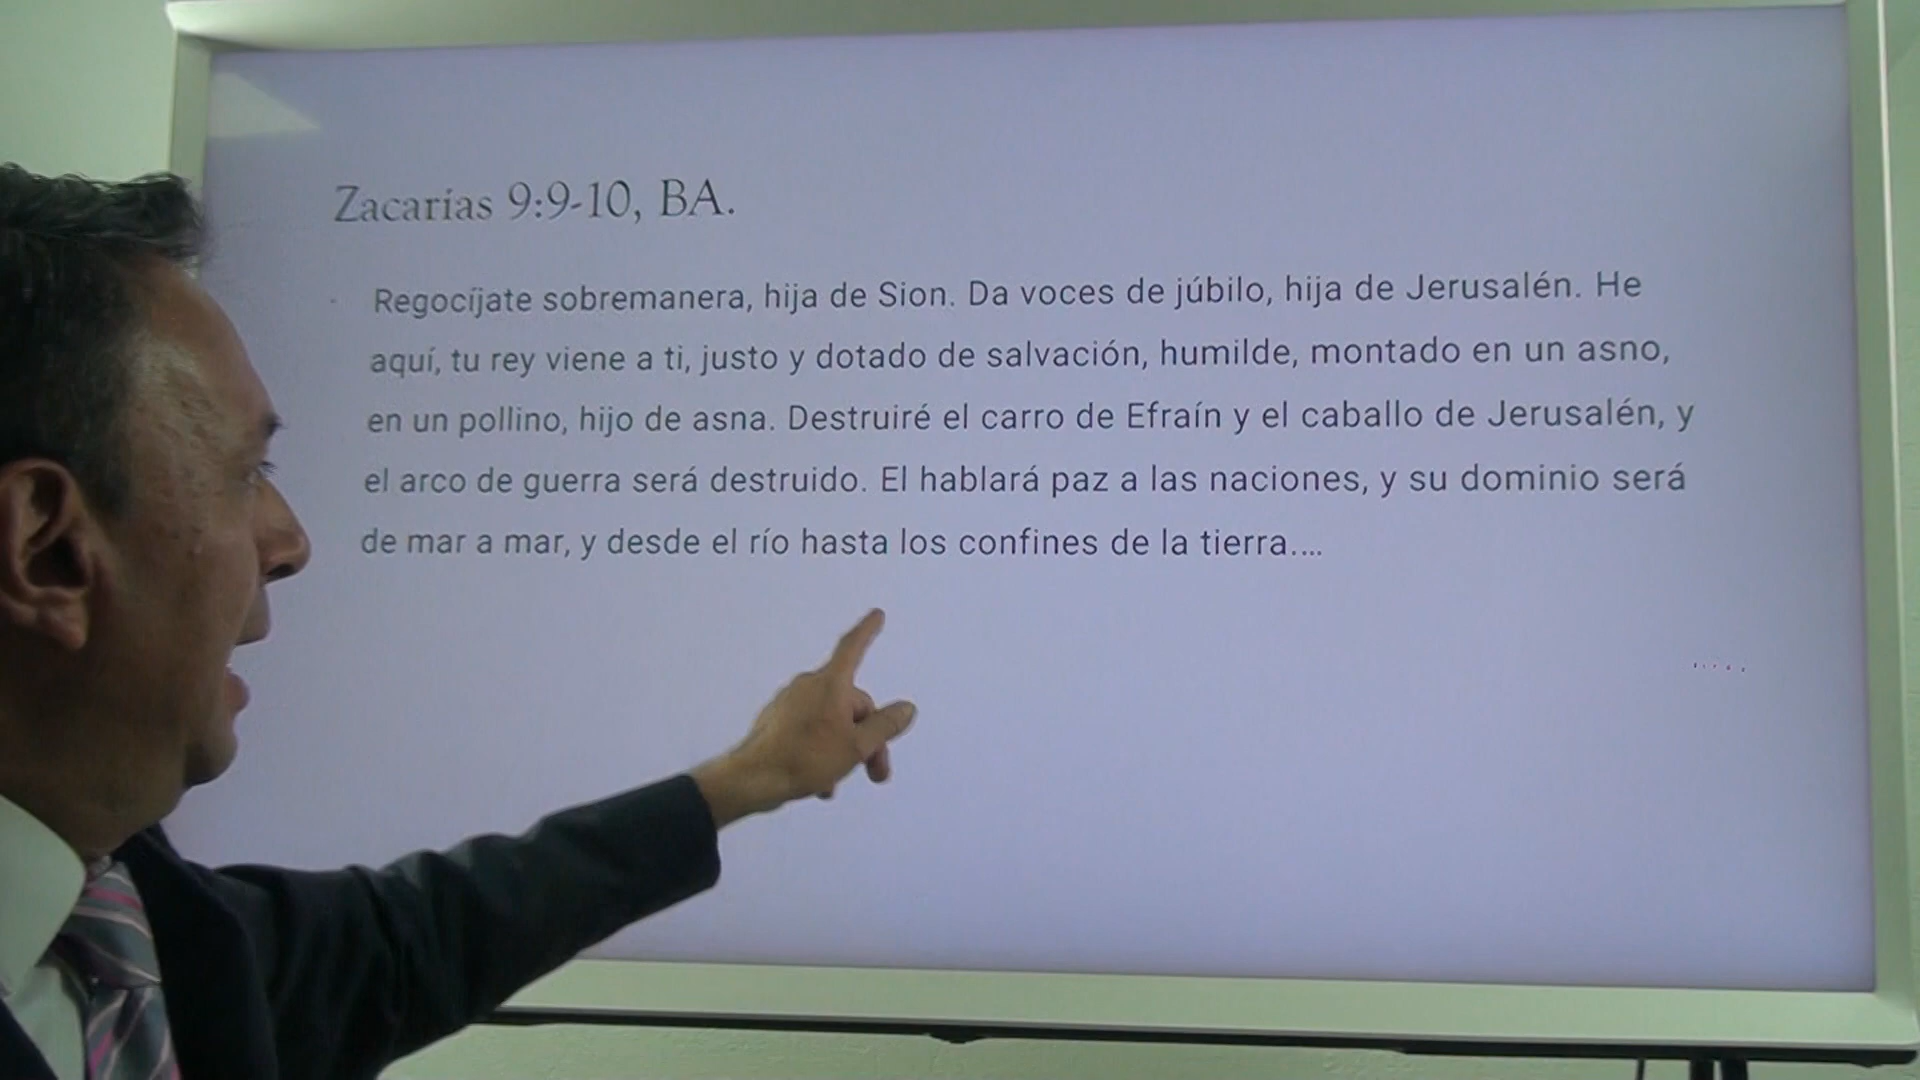 Zacarías 9:9-10, BA.
Regocíjate sobremanera, hija de Sion. Da voces de júbilo, hija de Jerusalén. He
aquí, tu rey viene a ti, justo y dotado de salvación, humilde, montado en un asno,
en un pollino, hijo de asna. Destruiré el carro de Efraín y el caballo de Jerusalén, y
el arco de guerra será destruido. El hablará paz a las naciones, y su dominio será
de mar a mar, y desde el río hasta los confines de la tierra....